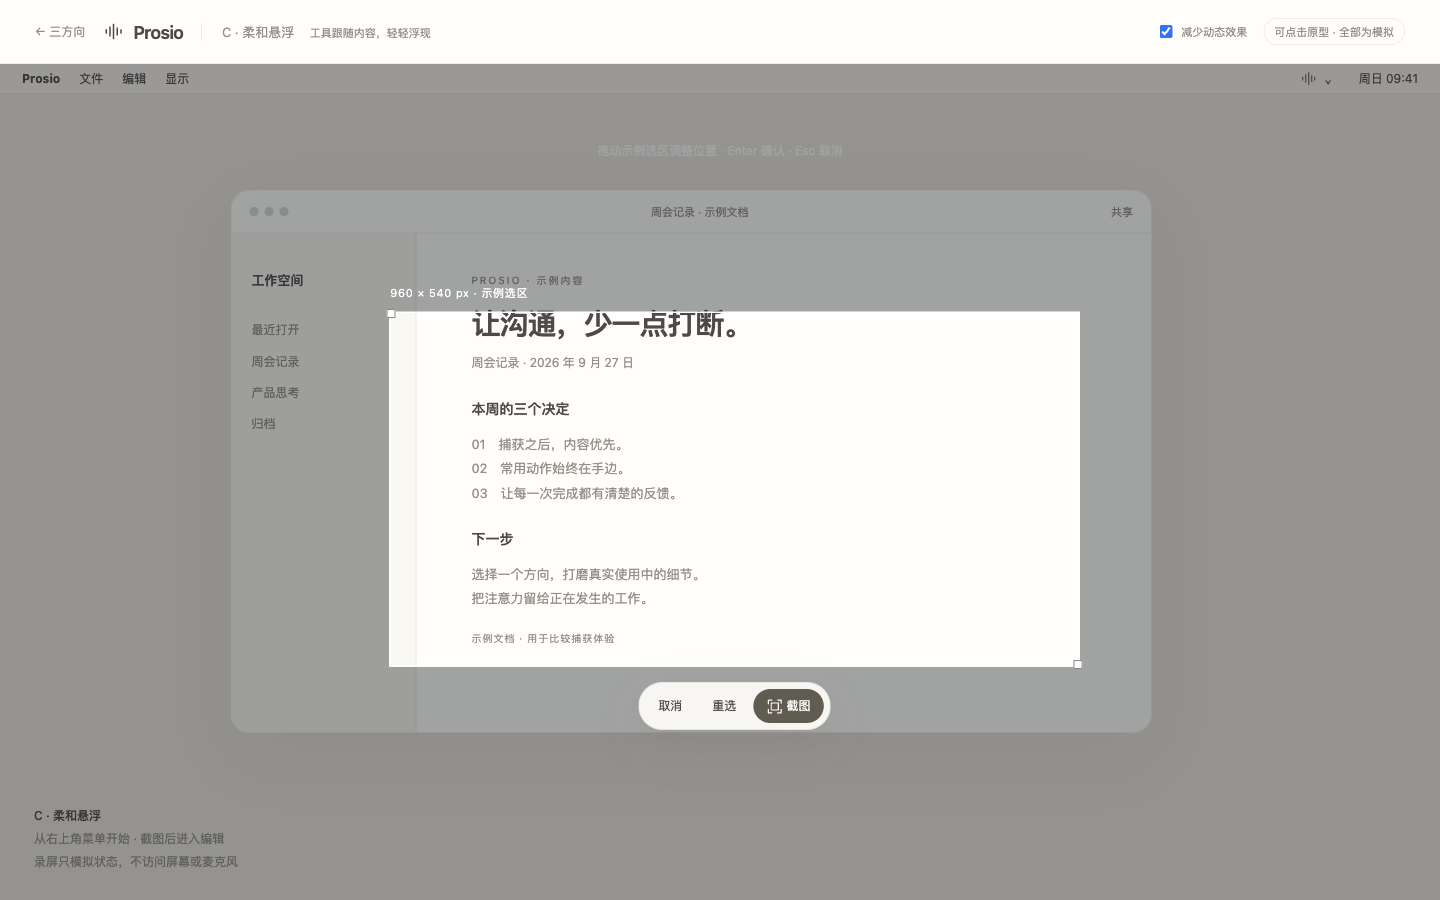 ← 三方向 Prosio C · 柔和悬浮 工具跟随内容，轻轻浮现 减少动态效果 可点击原型 · 全部为模拟
Prosio 文件 编辑 显示 周日 09:41
拖动示例选区调整位置 · Enter 确认 · Esc 取消
周会记录 · 示例文档 共享
工作空间
最近打开
周会记录
产品思考
归档
PROSIO · 示例内容
960 × 540 px · 示例选区
让沟通，少一点打断。
周会记录 · 2026 年 9 月 27 日
本周的三个决定
01 捕获之后，内容优先。
02 常用动作始终在手边。
03 让每一次完成都有清楚的反馈。
下一步
选择一个方向，打磨真实使用中的细节。
把注意力留给正在发生的工作。
示例文档 · 用于比较捕获体验
取消 重选 截图
C · 柔和悬浮
从右上角菜单开始 · 截图后进入编辑
录屏只模拟状态，不访问屏幕或麦克风